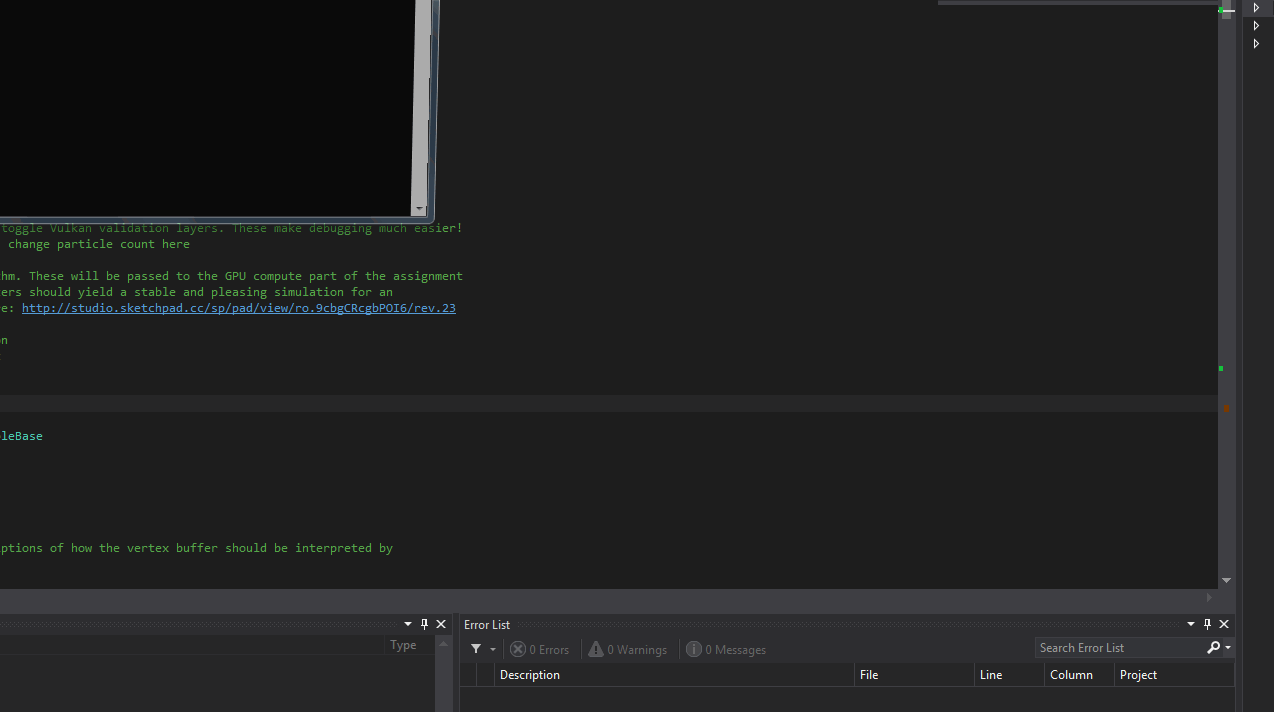 toggle Vulkan validation layers. These make debugging much easier!
change particle count here
hm. These will be passed to the GPU compute part of the assignment
ers should yield a stable and pleasing simulation for an
e: http://studio.sketchpad.cc/sp/pad/view/ro.9cbgCRcgbPOI6/rev.23
n
leBase
ptions of how the vertex buffer should be interpreted by
Type
Error List
0 Errors 0 Warnings 0 Messages Search Error List
Description File Line Column Project